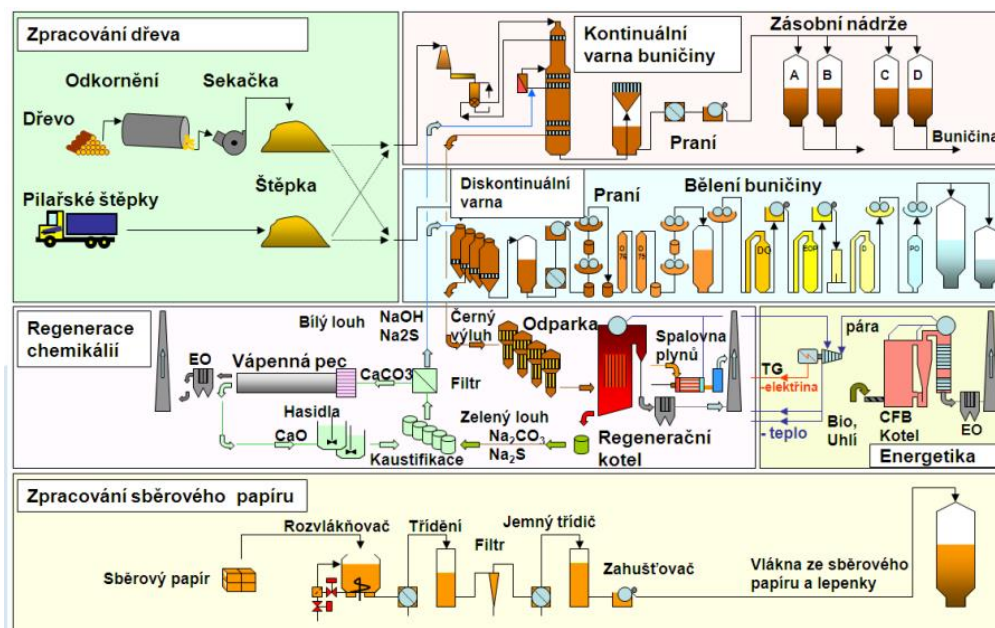 Zpracování dřeva
Odkornění
Sekačka
Dřevo
Pilařské štěpky
Štěpka
Kontinuální
varna buničiny
Zásobní nádrže
A
B
C
D
Praní
Buničina
Diskontinuální
varna
Praní
Bělení buničiny
O
76
O
79
DO
EOP
D
PO
Regenerace
chemikálií
Bílý louh
NaOH
Na2S
Černý
výluh
Odparka
Spalovna
plynů
EO
Vápenná pec
CaCO3
Filtr
Hasidla
CaO
Kaustifikace
Zelený louh
Na₂CO₃
Na₂S
Regenerační
kotel
pára
TG
-elektřina
- teplo
Bio,
Uhlí
CFB
Kotel
EO
Energetika
Zpracování sběrového papíru
Rozvlákňovač
Třídění
Filtr
Jemný třídič
Sběrový papír
Zahušťovač
Vlákna ze sběrového
papíru a lepenky